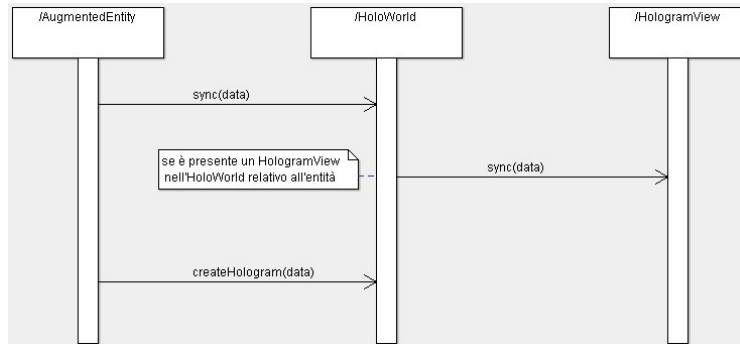 /AugmentedEntity
/HoloWorld
/HologramView
sync(data)
se è presente un HologramView
nell'HoloWorld relativo all'entità
sync(data)
createHologram(data)